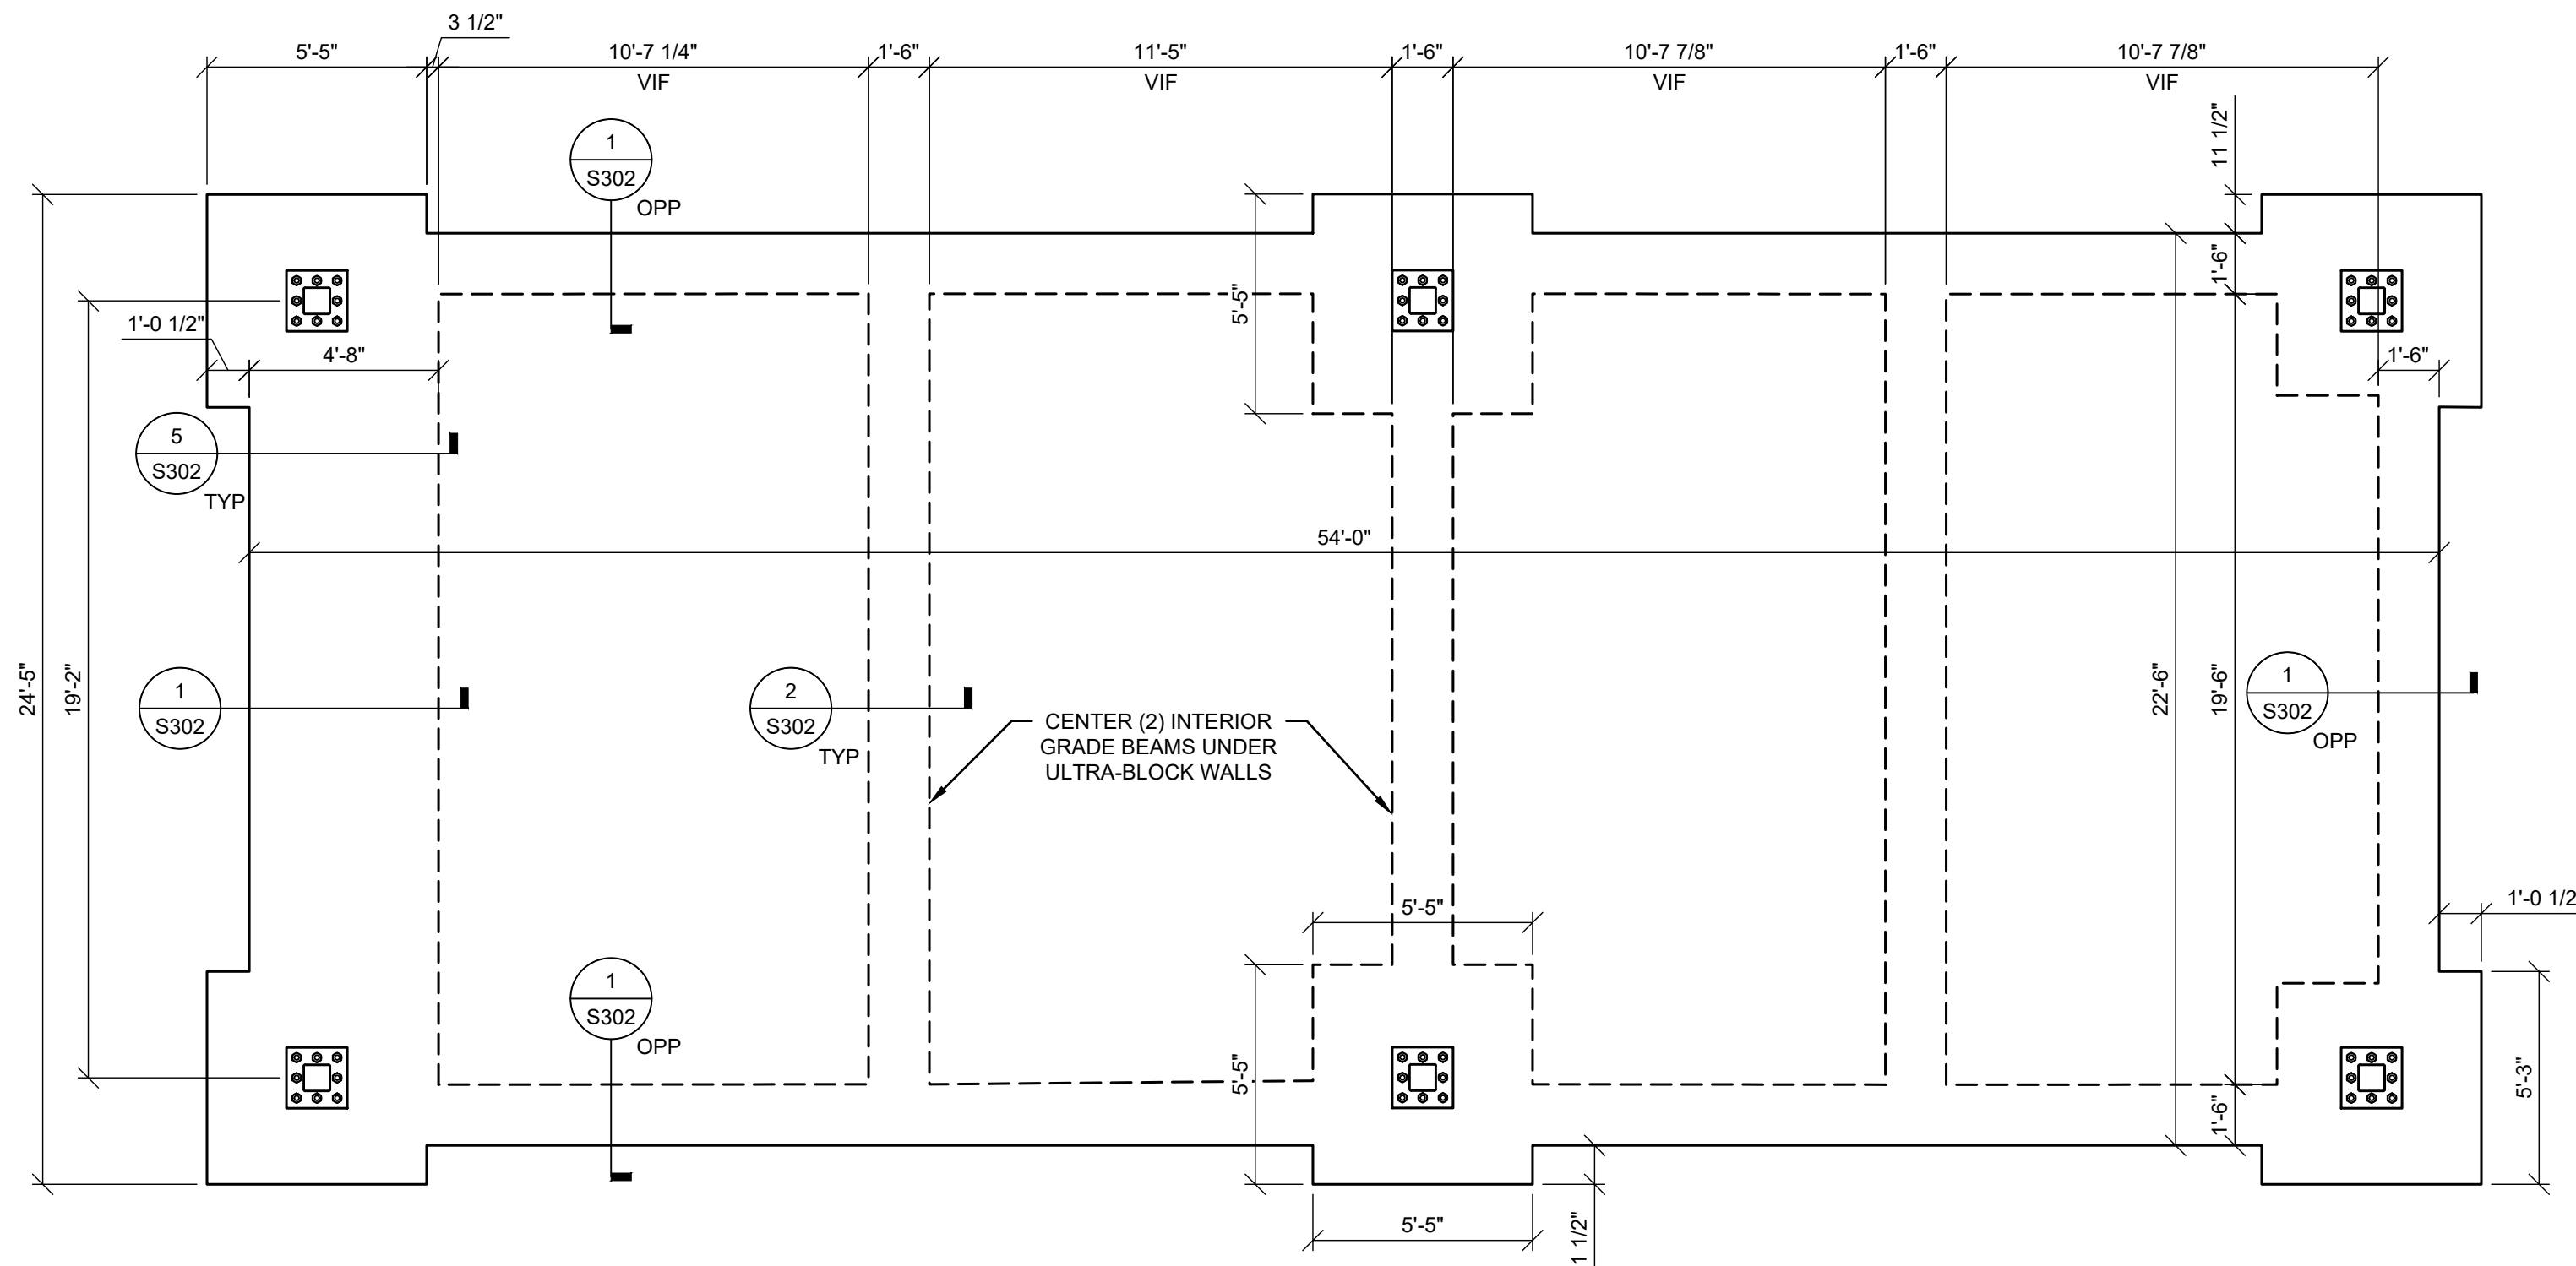 3 1/2"
5'-5"
10'-7 1/4"
1'-6"
11'-5"
1'-6"
10'-7 7/8"
1'-6"
10'-7 7/8"
VIF
VIF
VIF
VIF
11 1/2"
1
S302
OPP
1'-6"
5'-5"
1'-0 1/2"
4'-8"
1'-6"
5
S302
TYP
54'-0"
24'-5"
19'-2"
1
S302
2
S302
TYP
CENTER (2) INTERIOR
GRADE BEAMS UNDER
ULTRA-BLOCK WALLS
22'-6"
19'-6"
1
S302
OPP
1'-0 1/2
5'-5"
1
S302
OPP
5'-5"
1'-6"
5'-3"
5'-5"
1 1/2"